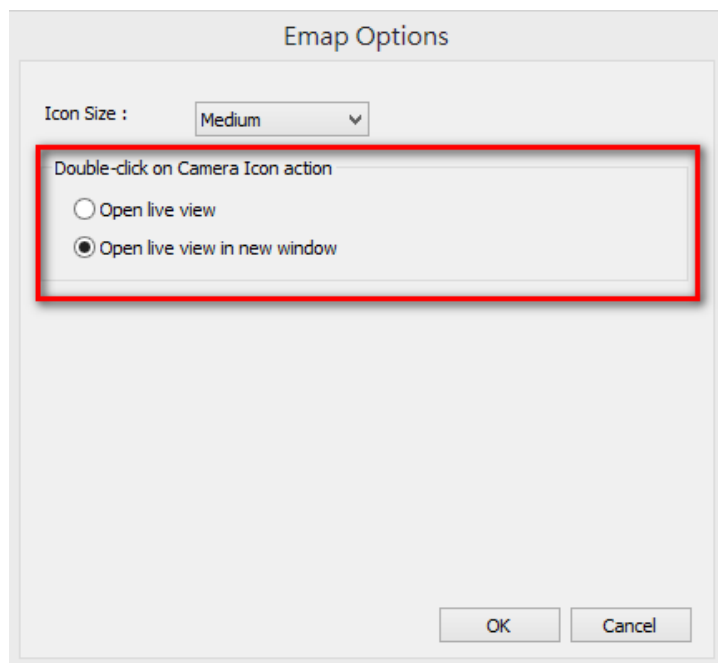 Emap Options
Icon Size :
Medium
Double-click on Camera Icon action
Open live view
Open live view in new window
OK
Cancel